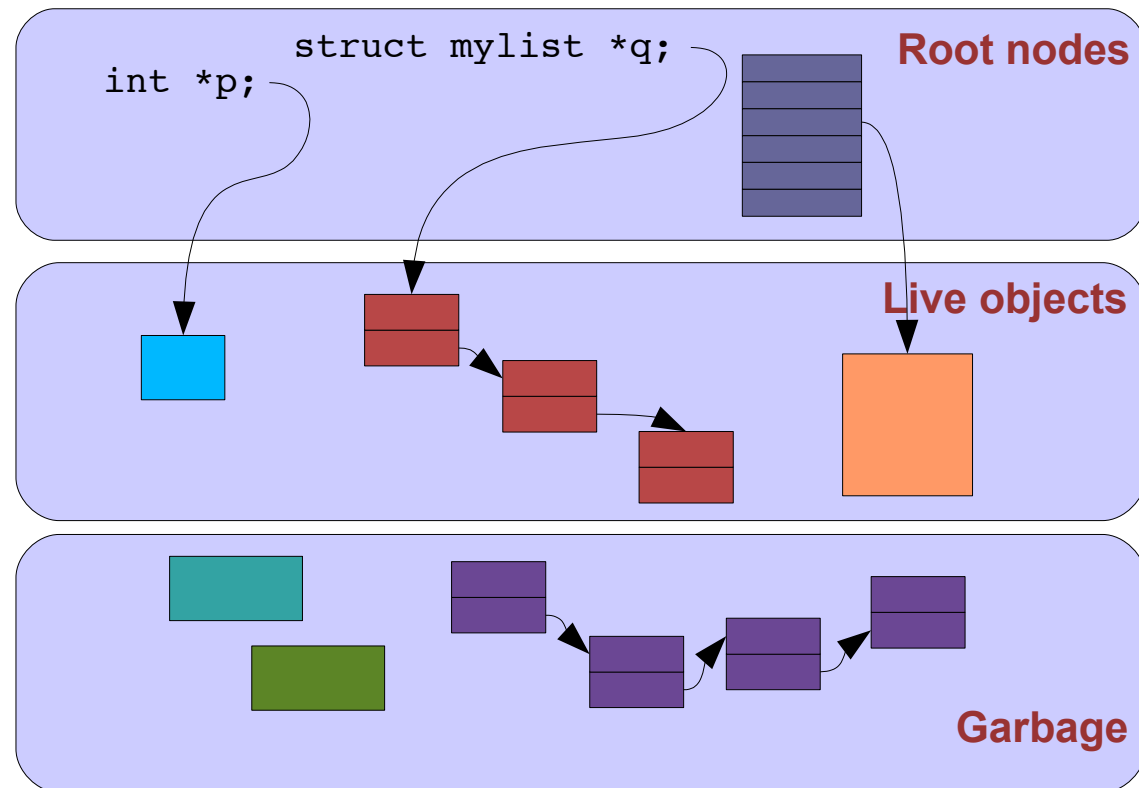 struct mylist *q;
Root nodes
int *p;
Live objects
Garbage